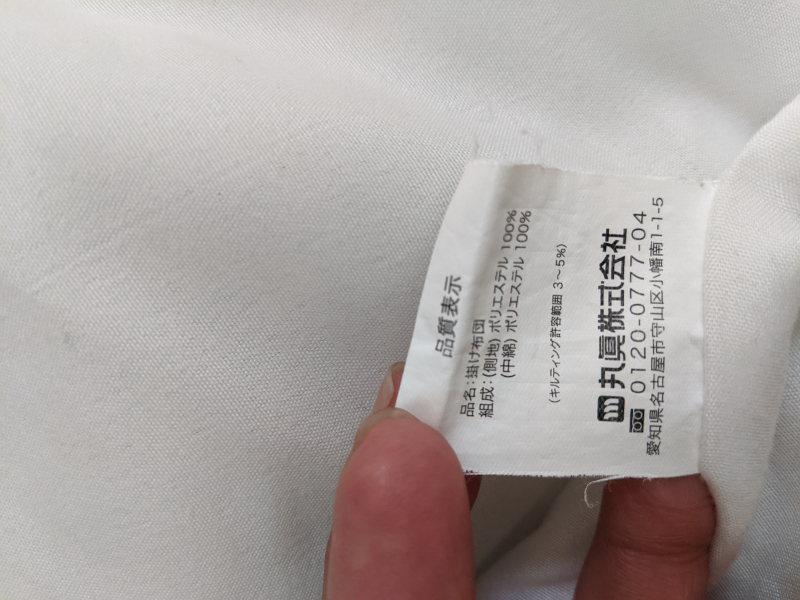 品質表示
品名:掛け布団
組成:(側地) ポリエステル 100%
(中綿) ポリエステル 100%
(キルティング許容範囲 3~5%)
丸眞株式会社
0120-0777-04
愛知県名古屋市守山区小幡南1-1-5